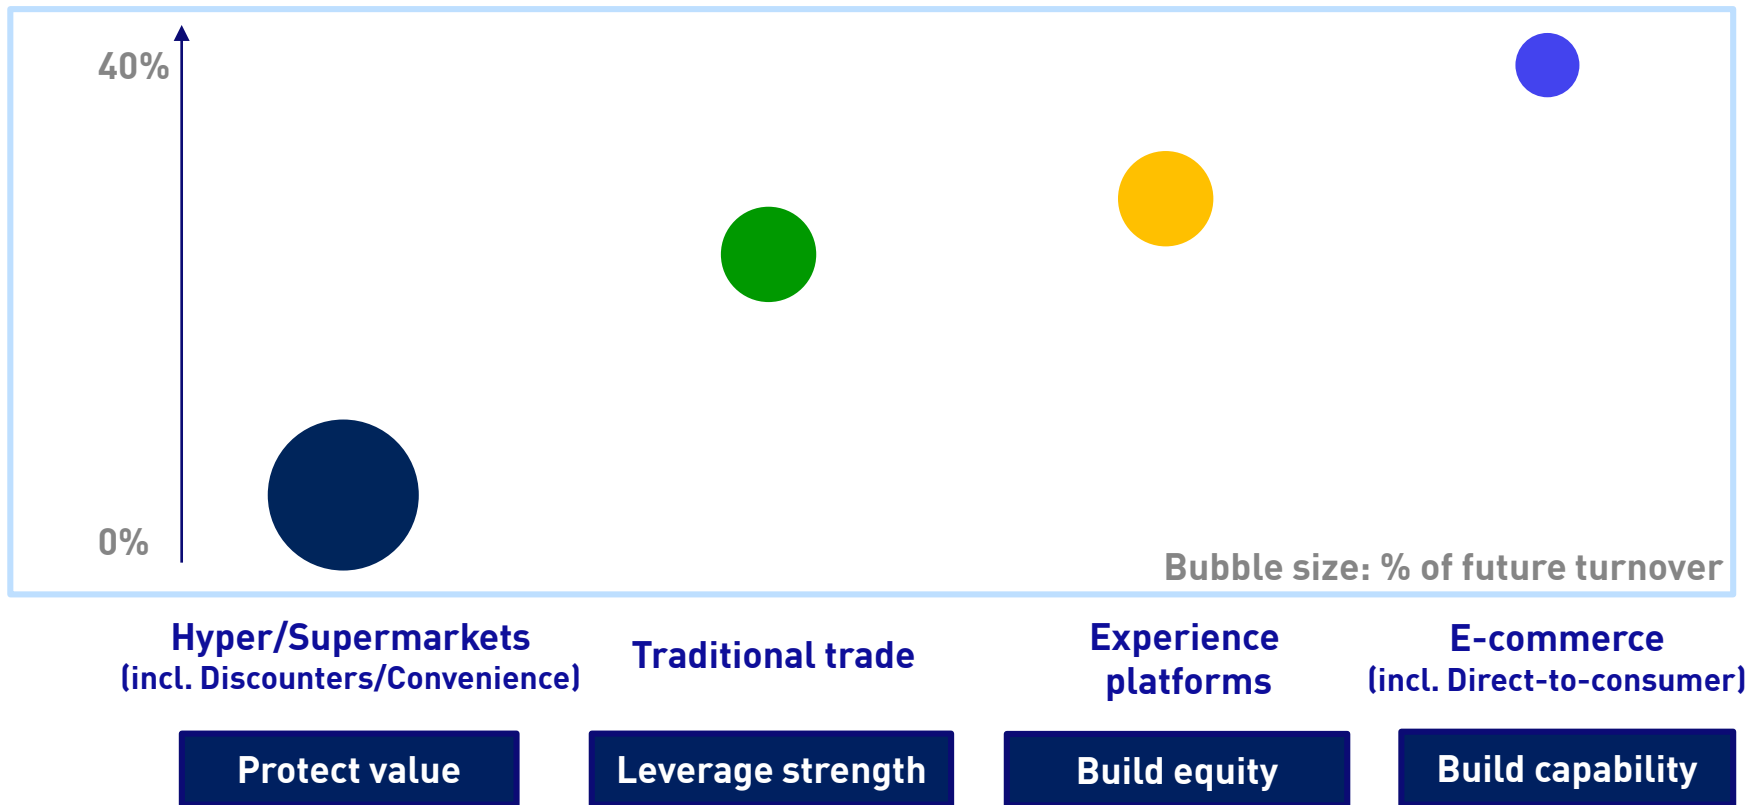 40%
0%
Bubble size: % of future turnover
Hyper/Supermarkets
(incl. Discounters/Convenience)
Traditional trade
Experience
platforms
E-commerce
(incl. Direct-to-consumer)
Protect value
Leverage strength
Build equity
Build capability